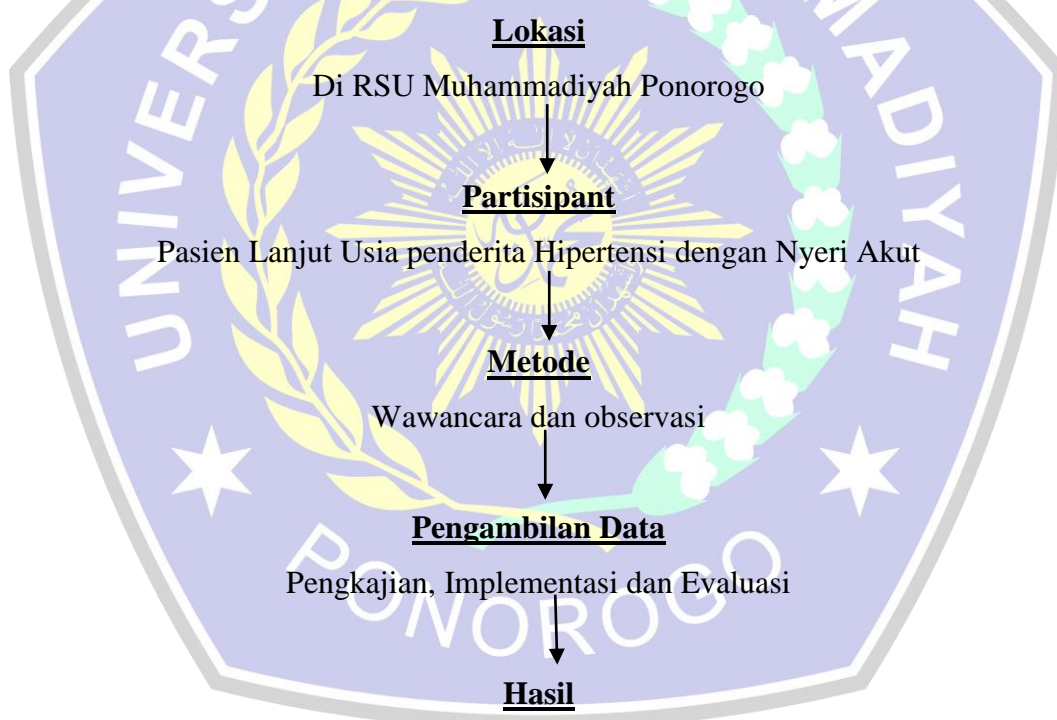 Lokasi
Di RSU Muhammadiyah Ponorogo
Partisipant
Pasien Lanjut Usia penderita Hipertensi dengan Nyeri Akut
Metode
Wawancara dan observasi
Pengambilan Data
Pengkajian, Implementasi dan Evaluasi
Hasil
PONOROGO